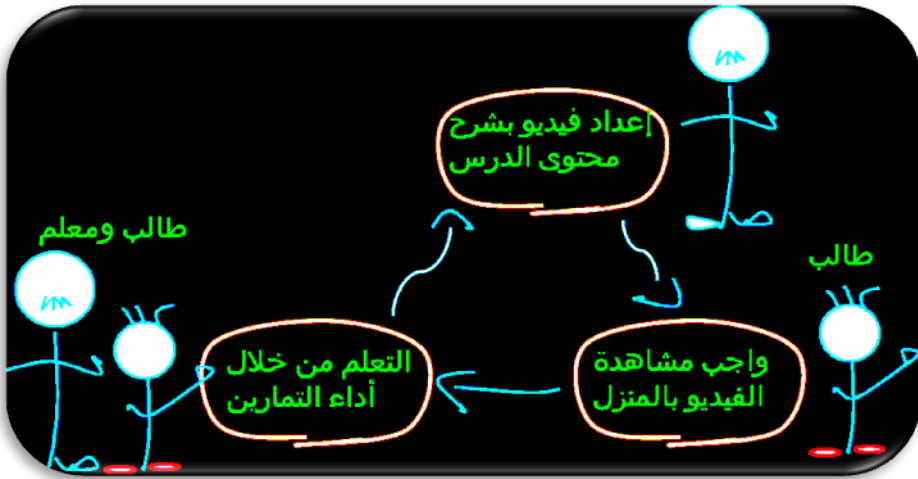 إعداد فيديو بشرح
محتوى الدرس
طالب
واجب مشاهدة
الفيديو بالمنزل
طالب ومعلم
التعلم من خلال
أداء التمارين